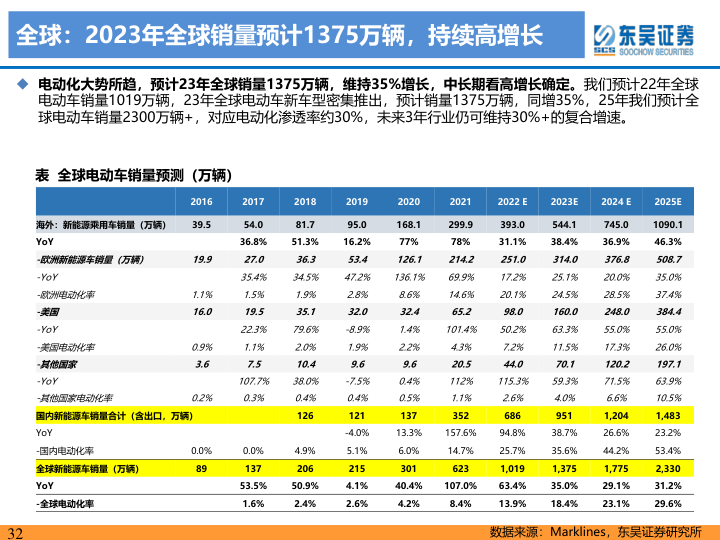 全球：2023年全球销量预计1375万辆，持续高增长
东吴证券
SCS SOOCHOW SECURITIES
◆ 电动化大势所趋，预计23年全球销量1375万辆，维持35%增长，中长期看高增长确定。我们预计22年全球
电动车销量1019万辆，23年全球电动车新车型密集推出，预计销量1375万辆，同增35%，25年我们预计全
球电动车销量2300万辆+，对应电动化渗透率约30%，未来3年行业仍可维持30%+的复合增速。
表 全球电动车销量预测（万辆）
2016 2017 2018 2019 2020 2021 2022 E 2023E 2024 E 2025E
海外：新能源乘用车销量（万辆） 39.5 54.0 81.7 95.0 168.1 299.9 393.0 544.1 745.0 1090.1
YoY 36.8% 51.3% 16.2% 77% 78% 31.1% 38.4% 36.9% 46.3%
-欧洲新能源车销量（万辆） 19.9 27.0 36.3 53.4 126.1 214.2 251.0 314.0 376.8 508.7
-YoY 35.4% 34.5% 47.2% 136.1% 69.9% 17.2% 25.1% 20.0% 35.0%
-欧洲电动化率 1.1% 1.5% 1.9% 2.8% 8.6% 14.6% 20.1% 24.5% 28.5% 37.4%
-美国 16.0 19.5 35.1 32.0 32.4 65.2 98.0 160.0 248.0 384.4
-YoY 22.3% 79.6% -8.9% 1.4% 101.4% 50.2% 63.3% 55.0% 55.0%
-美国电动化率 0.9% 1.1% 2.0% 1.9% 2.2% 4.3% 7.2% 11.5% 17.3% 26.0%
-其他国家 3.6 7.5 10.4 9.6 9.6 20.5 44.0 70.1 120.2 197.1
-YoY 107.7% 38.0% -7.5% 0.4% 112% 115.3% 59.3% 71.5% 63.9%
-其他国家电动化率 0.2% 0.3% 0.4% 0.4% 0.5% 1.1% 2.6% 4.0% 6.6% 10.5%
国内新能源车销量合计（含出口，万辆） 126 121 137 352 686 951 1,204 1,483
YoY -4.0% 13.3% 157.6% 94.8% 38.7% 26.6% 23.2%
-国内电动化率 0.0% 0.0% 4.9% 5.1% 6.0% 14.7% 25.7% 35.6% 44.2% 53.4%
全球新能源车销量（万辆） 89 137 206 215 301 623 1,019 1,375 1,775 2,330
YoY 53.5% 50.9% 4.1% 40.4% 107.0% 63.4% 35.0% 29.1% 31.2%
-全球电动化率 1.6% 2.4% 2.6% 4.2% 8.4% 13.9% 18.4% 23.1% 29.6%
32
数据来源：Marklines，东吴证券研究所